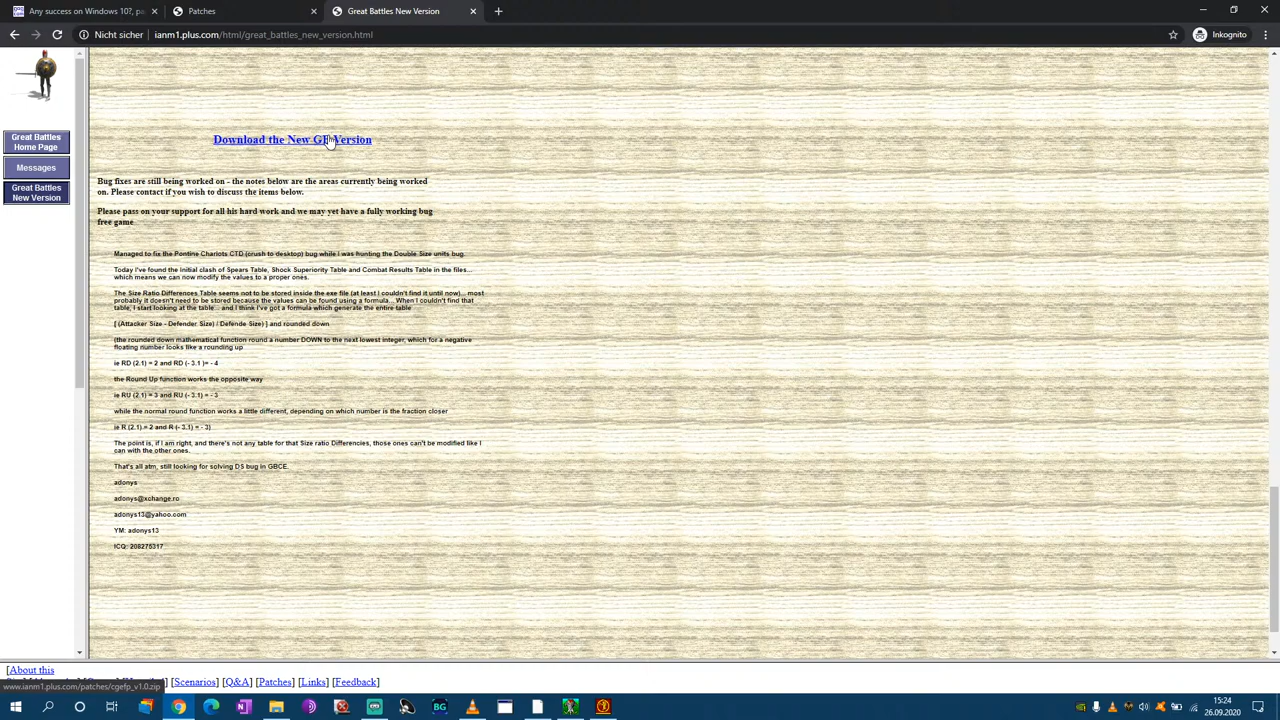 Any success on Windows 10?, p
Patches
Great Battles New Version
Nicht sicher
ianm1.plus.com/html/great_battles_new_version.html
Inkognito
Great Battles
Home Page
Messages
Great Battles
New Version
Download the New GB Version
Bug fixes are still being worked on - the notes below are the areas currently being worked
on. Please contact if you wish to discuss the items below.
Please pass on your support for all his hard work and we may yet have a fully working bug
free game
Managed to fix the Pontine Chariots CTD (crush to desktop) bug while I was hunting the Double Size units bug.
Today I've found the Initial clash of Spears Table, Shock Superiority Table and Combat Results Table in the files...
which means we can now modify the values to a proper ones.
The Size Ratio Differences Table seems not to be stored inside the exe file (at least I couldn't find it until now)... most
probably it doesn't need to be stored because the values can be found using a formula... When I couldn't find that
table, I start looking at the table... and I think I've got a formula which generate the entire table
[ (Attacker Size - Defender Size) / Defende Size) ] and rounded down
(the rounded down mathematical function round a number DOWN to the next lowest integer, which for a negative
floating number looks like a rounding up
ie RD (2.1) = 2 and RD (- 3.1 )= - 4
the Round Up function works the opposite way
ie RU (2.1) = 3 and RU (- 3.1) = - 3
while the normal round function works a little different, depending on which number is the fraction closer
ie R (2.1) = 2 and R (- 3.1) = - 3)
The point is, if I am right, and there's not any table for that Size ratio Differencies, those ones can't be modified like I
can with the other ones.
That's all atm, still looking for solving DS bug in GBCE.
adonys
adonys@xchange.ro
adonys13@yahoo.com
YM: adonys13
ICQ: 208275317
[About this
[Scenarios] [Q&A] [Patches] [Links] [Feedback]
www.ianm1.plus.com/patches/cgefp_v1.0.zip
BG
15:24
26.09.2020